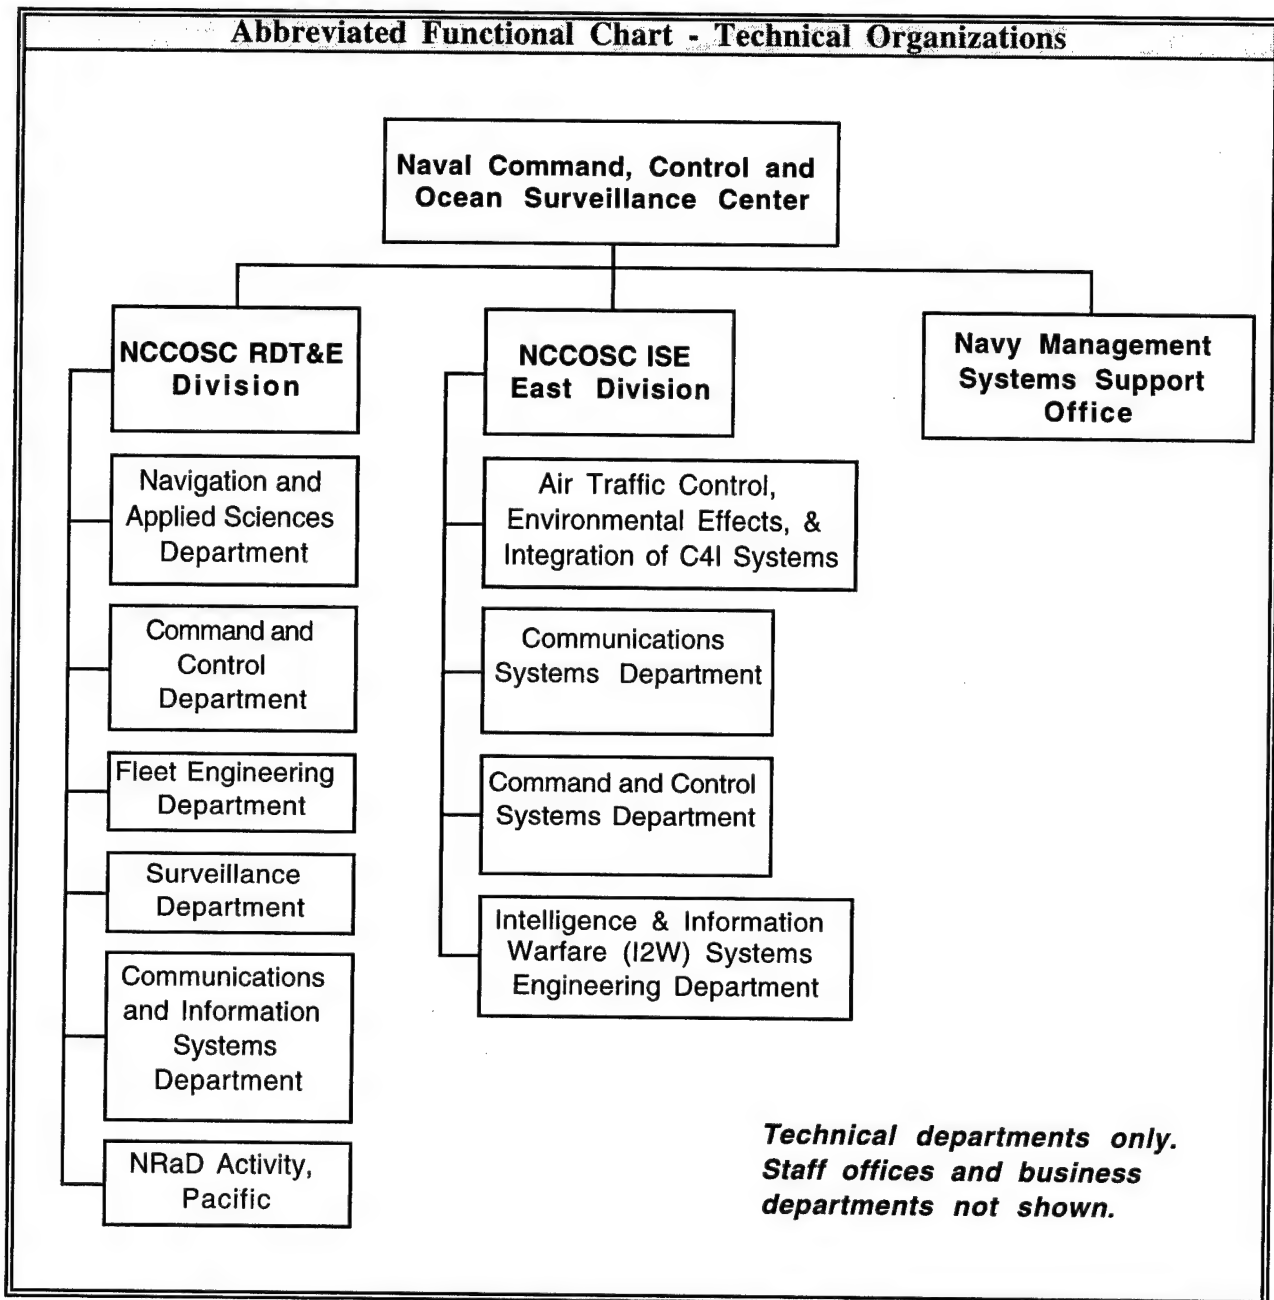 Abbreviated Functional Chart - Technical Organizations
Naval Command, Control and
Ocean Surveillance Center
NCCOSC RDT&E
Division
Navigation and
Applied Sciences
Department
Command and
Control
Department
Fleet Engineering
Department
Surveillance
Department
Communications
and Information
Systems
Department
NRaD Activity,
Pacific
NCCOSC ISE
East Division
Air Traffic Control,
Environmental Effects, &
Integration of C4I Systems
Communications
Systems Department
Command and Control
Systems Department
Intelligence & Information
Warfare (I2W) Systems
Engineering Department
Navy Management
Systems Support
Office
Technical departments only.
Staff offices and business
departments not shown.